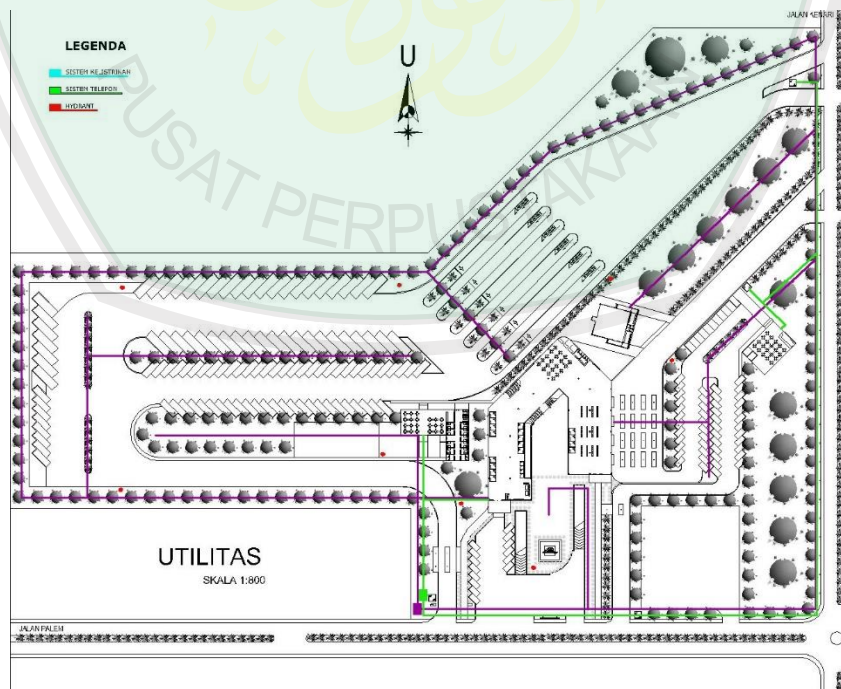 JALAN KENARI
LEGENDA
U
SISTEM KELISTRIKAN
SISTEM TELEFON
HYDRANT
PUSAT PERPUSTAKAAN
UTILITAS
SKALA 1:800
JALAN PALEM